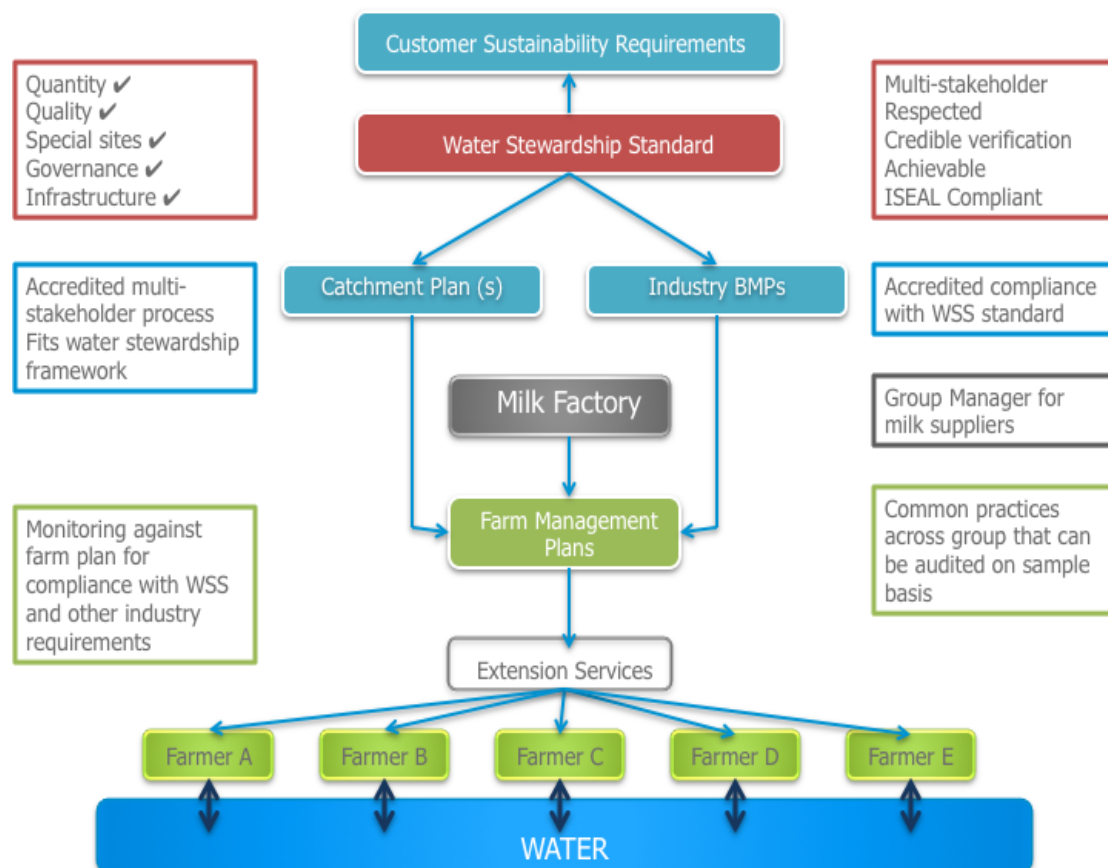 Customer Sustainability Requirements
Quantity ✔
Quality ✔
Special sites ✔
Governance ✔
Infrastructure ✔
Water Stewardship Standard
Multi-stakeholder
Respected
Credible verification
Achievable
ISEAL Compliant
Accredited multi-
stakeholder process
Fits water stewardship
framework
Catchment Plan (s)
Industry BMPs
Accredited compliance
with WSS standard
Milk Factory
Group Manager for
milk suppliers
Monitoring against
farm plan for
compliance with WSS
and other industry
requirements
Farm Management
Plans
Common practices
across group that can
be audited on sample
basis
Extension Services
Farmer A
Farmer B
Farmer C
Farmer D
Farmer E
WATER